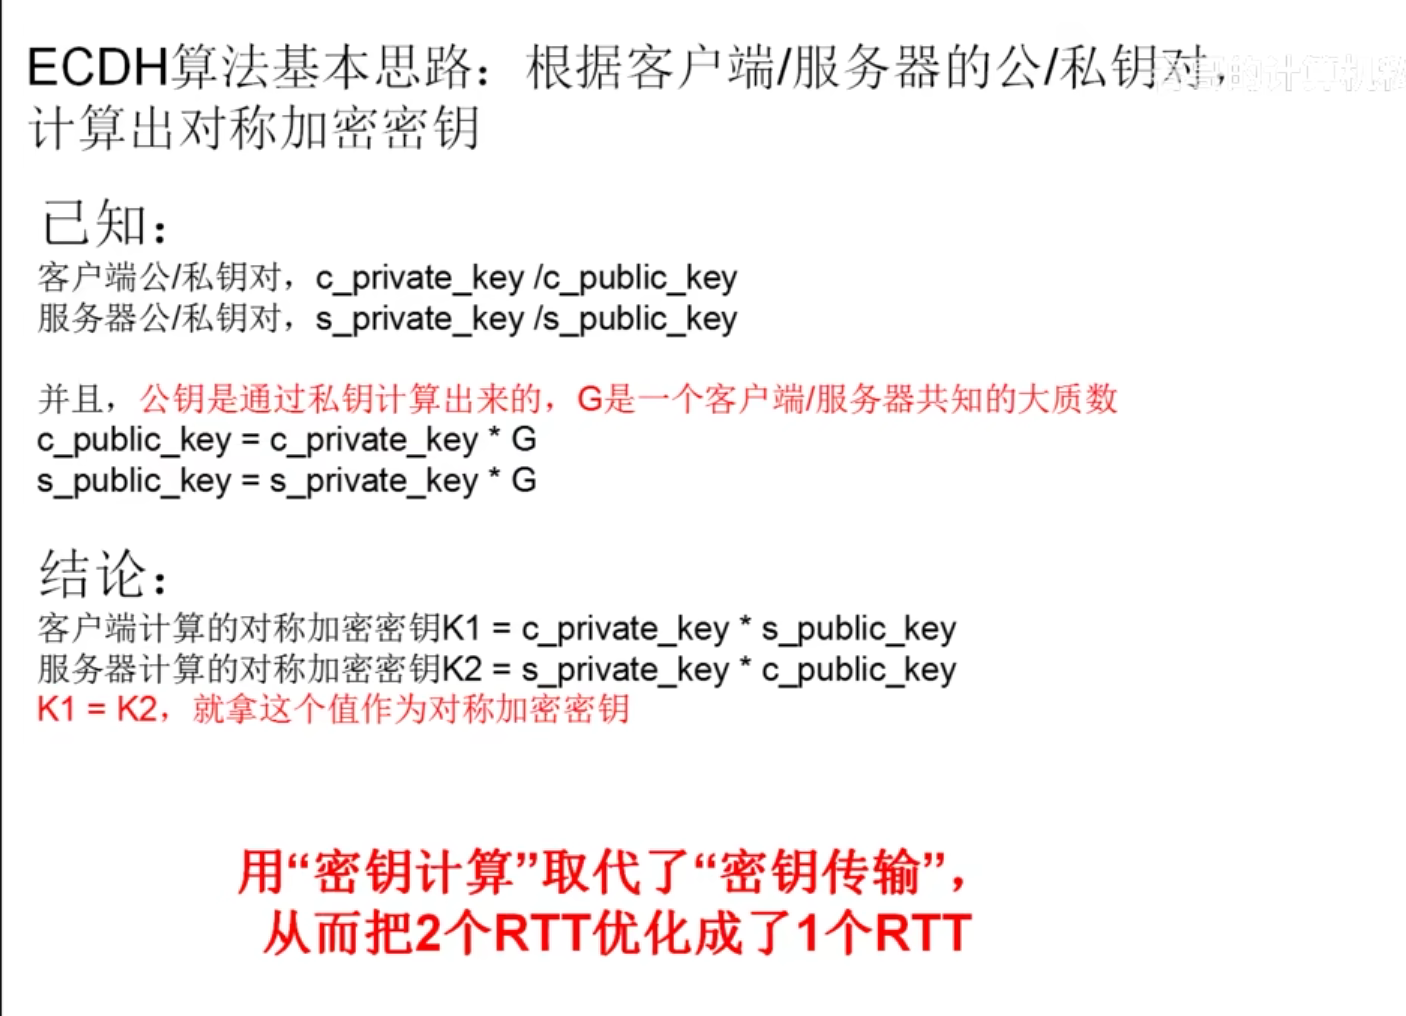 ECDH算法基本思路：根据客户端/服务器的公/私钥对，
计算出对称加密密钥
已知：
客户端公/私钥对，c_private_key /c_public_key
服务器公/私钥对，s_private_key /s_public_key
并且，公钥是通过私钥计算出来的，G是一个客户端/服务器共知的大质数
c_public_key = c_private_key * G
s_public_key = s_private_key * G
结论：
客户端计算的对称加密密钥K1 = c_private_key * s_public_key
服务器计算的对称加密密钥K2 = s_private_key * c_public_key
K1 = K2，就拿这个值作为对称加密密钥
用“密钥计算”取代了“密钥传输”，
从而把2个RTT优化成了1个RTT